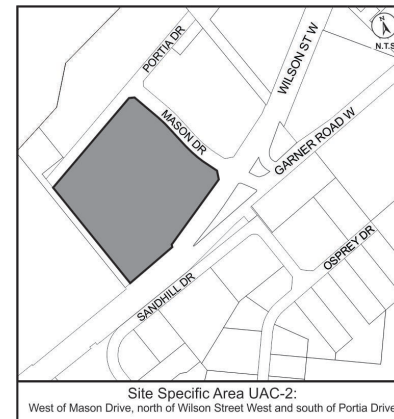 N
N.T.S
PORTIA DR
WILSON ST W
MASON DR
GARNER ROAD W
OSPREY DR
SANDHILL DR
Site Specific Area UAC-2:
West of Mason Drive, north of Wilson Street West and south of Portia Drive